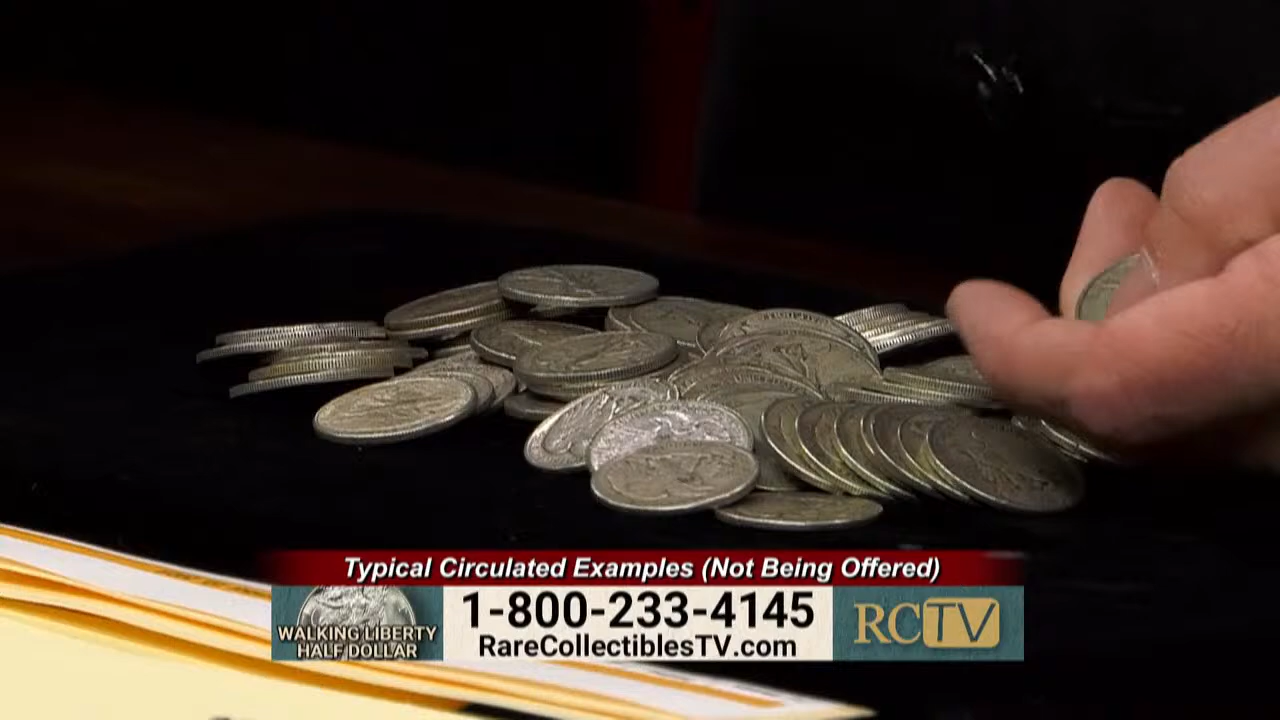 Typical Circulated Examples (Not Being Offered)
WALKING LIBERTY
HALF DOLLAR
1-800-233-4145
RareCollectiblesTV.com
RCTV